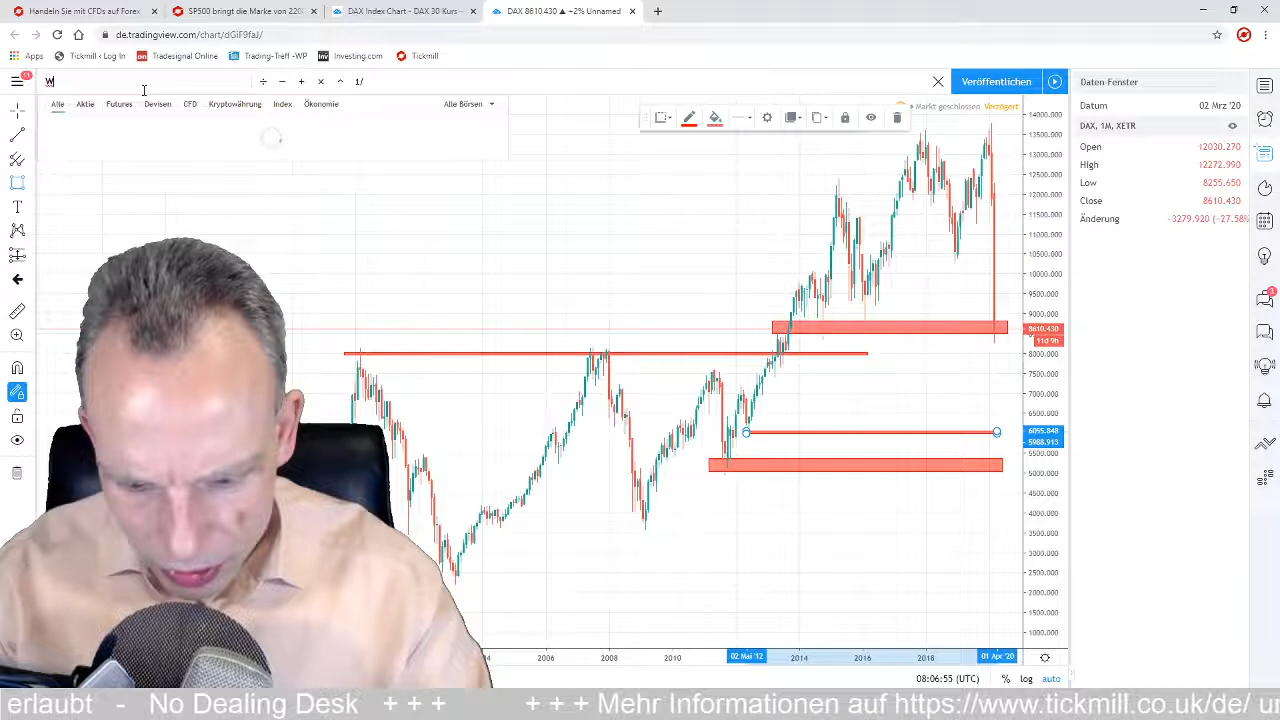 Handeln Sie mit CFDs auf Forex
SP500 bringt die Marke von 220
DAX Index Chart - DAX 30 Kurs —
DAX 8610.430 ▲ +2% Unnamed
de.tradingview.com/chart/dGiF9faJ/
Apps
Tickmill ‹ Log In
Tradesignal Online
Trading-Treff -WP
Investing.com
Tickmill
11
W
÷ − + × ^ 1/
Veröffentlichen
Daten-Fenster
Alle Aktie Futures Devisen CFD Kryptowährung Index Ökonomie
Alle Börsen
Markt geschlossen Verzögert
Datum 02 Mrz '20
DAX, 1M, XETR
Open 12030.270
High 12272.990
Low 8255.650
Close 8610.430
Änderung -3279.920 (-27.58%
14000.000
13500.000
13000.000
12500.000
12000.000
11500.000
11000.000
10500.000
10000.000
9500.000
9000.000
8610.430
11d 9h
8000.000
7500.000
7000.000
6500.000
6055.848
5988.913
5500.000
5000.000
4500.000
4000.000
3500.000
3000.000
2500.000
2000.000
1500.000
1000.000
1
2006 2008 2010 02 Mai '12 2014 2016 2018 01 Apr '20
08:06:55 (UTC) % log auto
erlaubt - No Dealing Desk + + + + + + Mehr Informationen auf https://www.tickmill.co.uk/de/ u